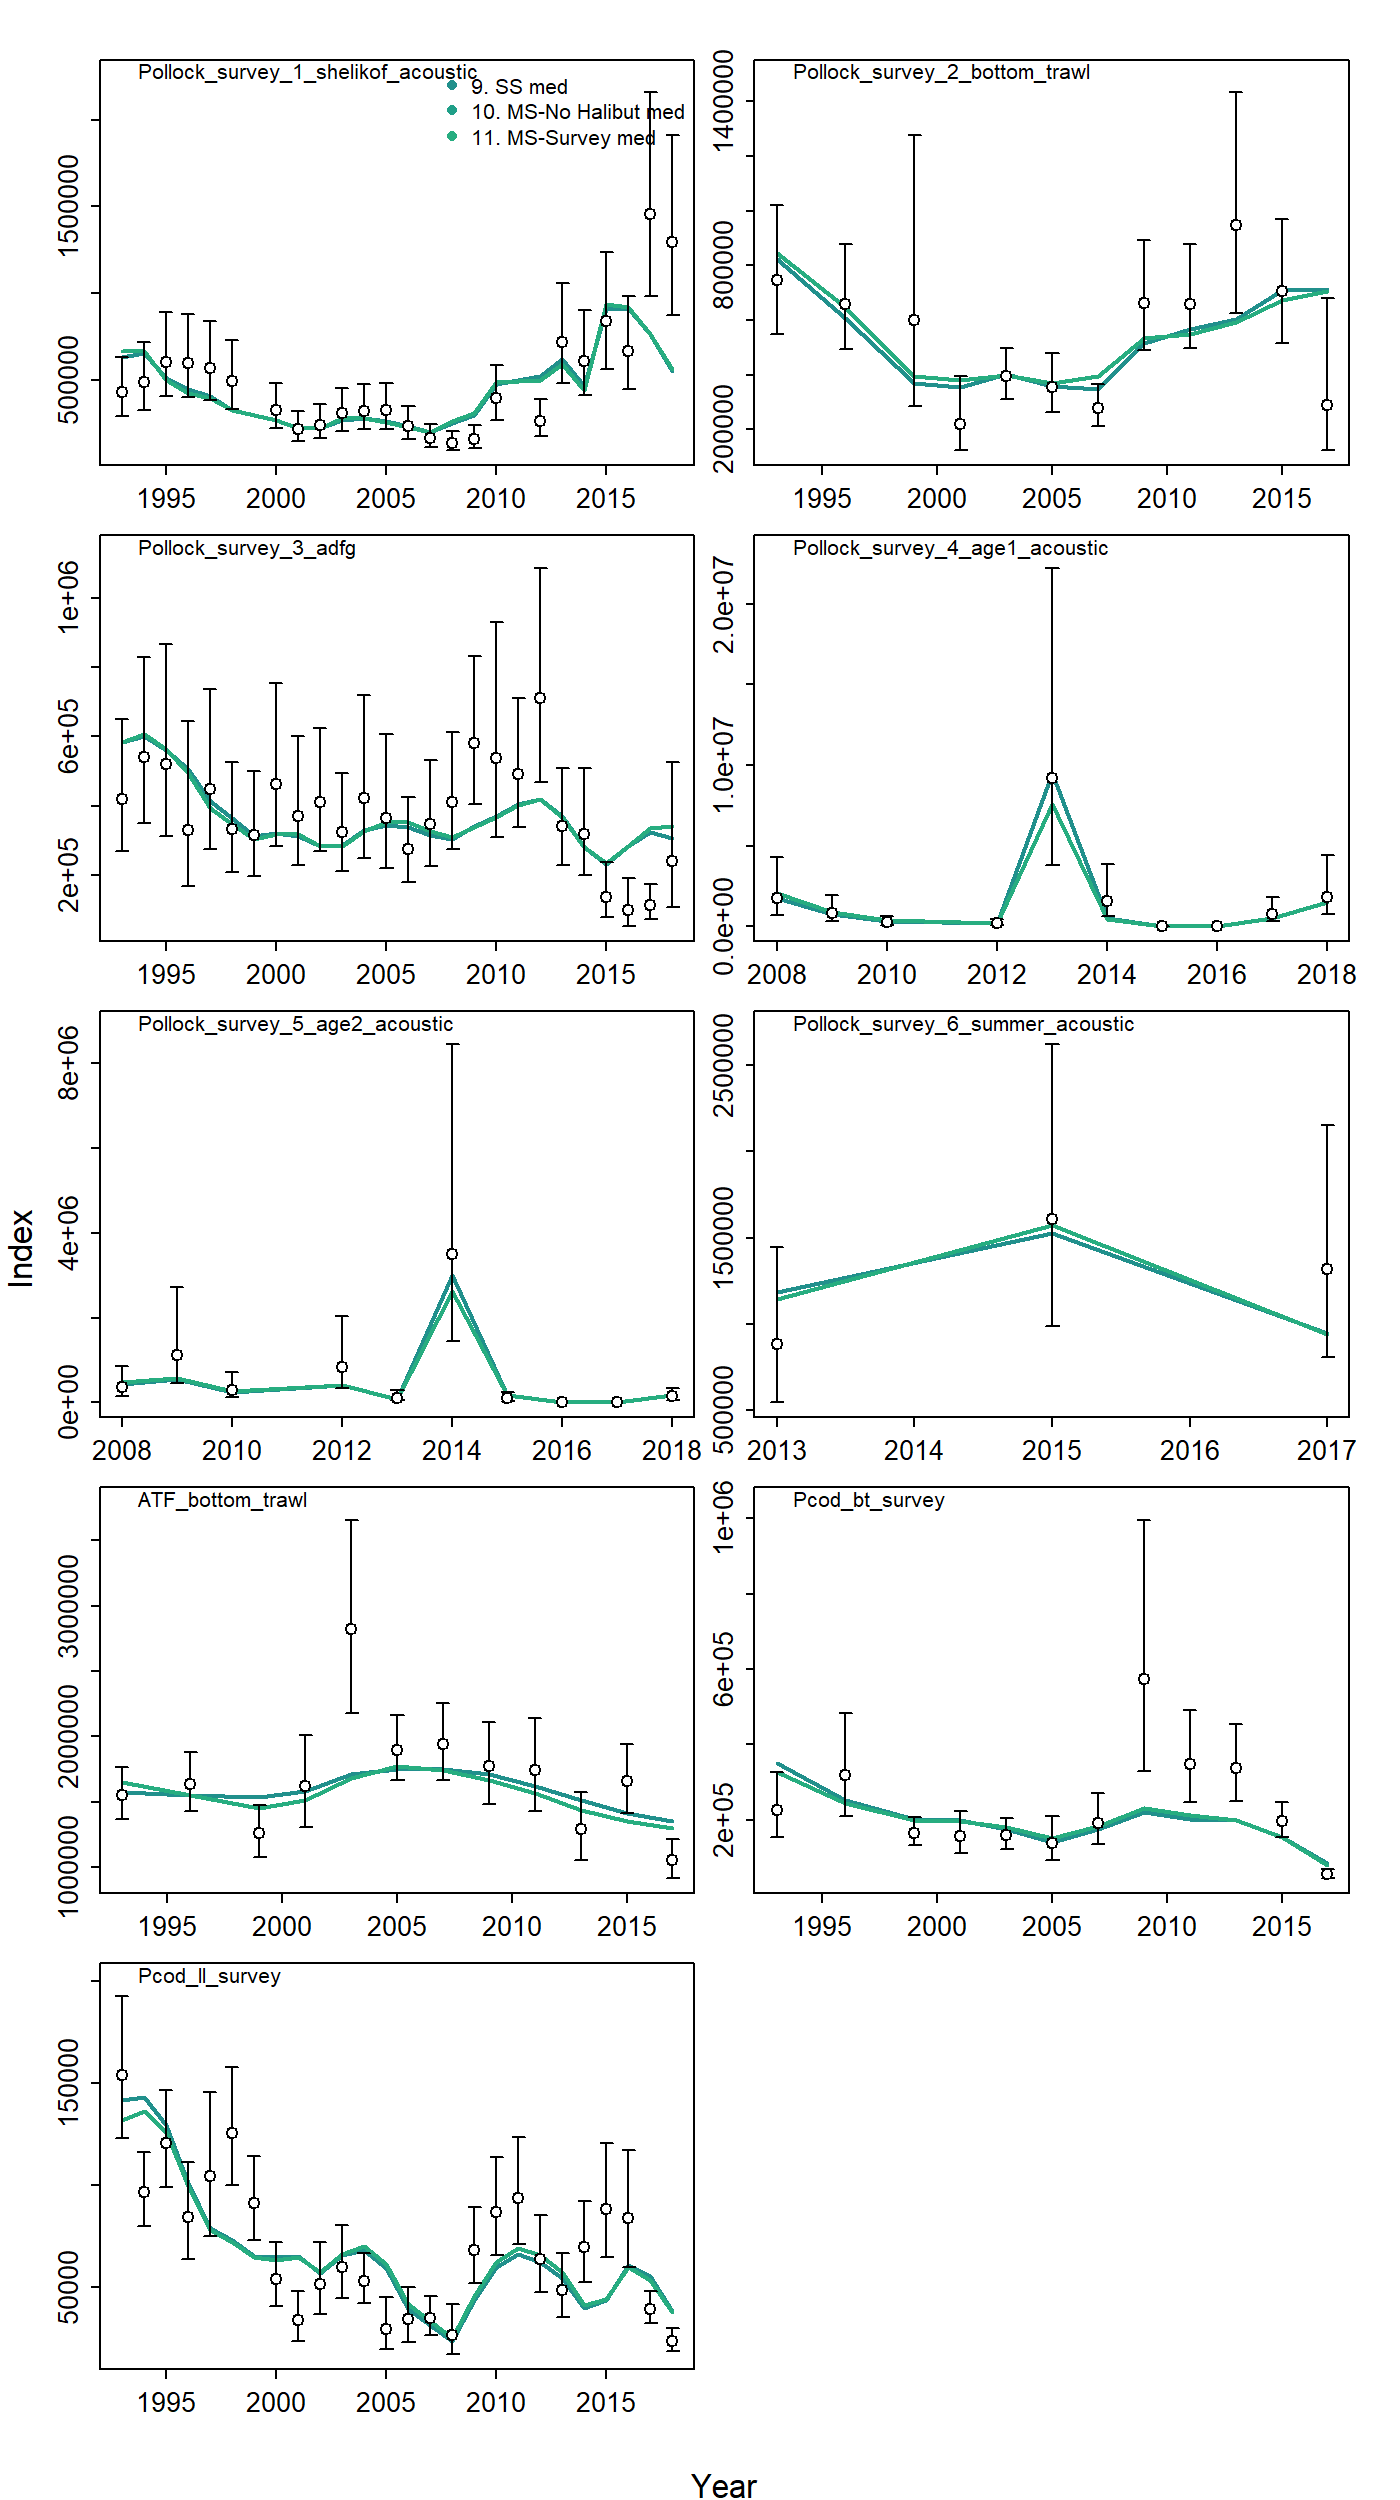 Pollock_survey_1_shelikof_acoustic
9. SS med
10. MS-No Halibut med
11. MS-Survey med
500000 1500000
1995 2000 2005 2010 2015
Pollock_survey_2_bottom_trawl
200000 800000 1400000
1995 2000 2005 2010 2015
Pollock_survey_3_adfg
2e+05 6e+05 1e+06
1995 2000 2005 2010 2015
Pollock_survey_4_age1_acoustic
0.0e+00 1.0e+07 2.0e+07
2008 2010 2012 2014 2016 2018
Pollock_survey_5_age2_acoustic
0e+00 4e+06 8e+06
2008 2010 2012 2014 2016 2018
Pollock_survey_6_summer_acoustic
500000 1500000 2500000
2013 2014 2015 2016 2017
Index
ATF_bottom_trawl
1000000 2000000 3000000
1995 2000 2005 2010 2015
Pcod_bt_survey
2e+05 6e+05 1e+06
1995 2000 2005 2010 2015
Pcod_ll_survey
50000 150000
1995 2000 2005 2010 2015
Year